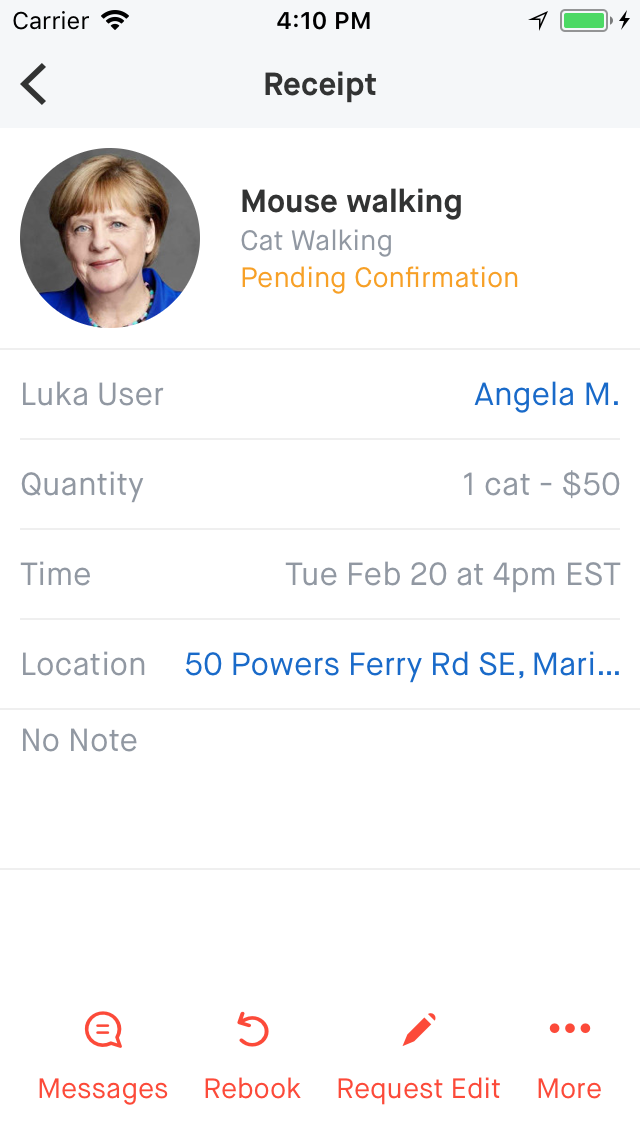 Carrier 4:10 PM
Receipt
Mouse walking
Cat Walking
Pending Confirmation
Luka User Angela M.
Quantity 1 cat - $50
Time Tue Feb 20 at 4pm EST
Location 50 Powers Ferry Rd SE, Mari...
No Note
Messages Rebook Request Edit More